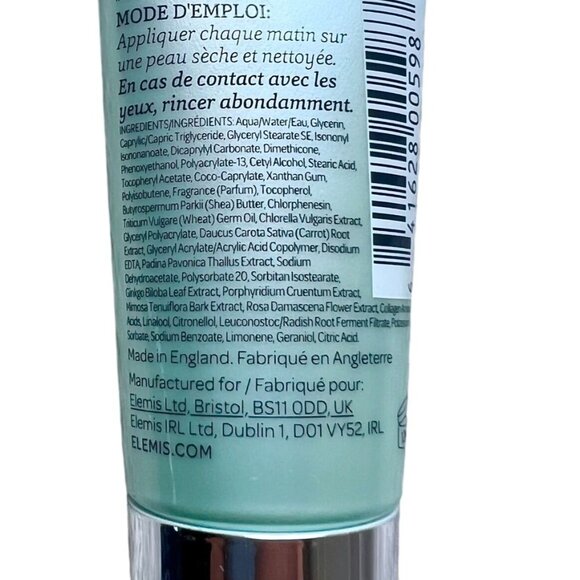 MODE D'EMPLOI:
Appliquer chaque matin sur
une peau sèche et nettoyée.
En cas de contact avec les
yeux, rincer abondamment.
INGREDIENTS/INGRÉDIENTS: Aqua/Water/Eau, Glycerin,
Caprylic/Capric Triglyceride, Glyceryl Stearate SE, Isononyl
Isononanoate, Dicaprylyl Carbonate, Dimethicone,
Phenoxyethanol, Polyacrylate-13, Cetyl Alcohol, Stearic Acid,
Tocopheryl Acetate, Coco-Caprylate, Xanthan Gum,
Polyisobutene, Fragrance (Parfum), Tocopherol,
Butyrospermum Parkii (Shea) Butter, Chlorphenesin,
Triticum Vulgare (Wheat) Germ Oil, Chlorella Vulgaris Extract,
Glyceryl Polyacrylate, Daucus Carota Sativa (Carrot) Root
Extract, Glyceryl Acrylate/Acrylic Acid Copolymer, Disodium
EDTA, Padina Pavonica Thallus Extract, Sodium
Dehydroacetate, Polysorbate 20, Sorbitan Isostearate,
Ginkgo Biloba Leaf Extract, Porphyridium Cruentum Extract,
Mimosa Tenuiflora Bark Extract, Rosa Damascena Flower Extract, Collagen
Acids, Linalool, Citronellol, Leuconostoc/Radish Root Ferment Filtrate,
Sorbate, Sodium Benzoate, Limonene, Geraniol, Citric Acid.
Made in England. Fabriqué en Angleterre
Manufactured for / Fabriqué pour:
Elemis Ltd, Bristol, BS11 0DD, UK
Elemis IRL Ltd, Dublin 1, D01 VY52, IRL
ELEMIS.COM
41628 00598